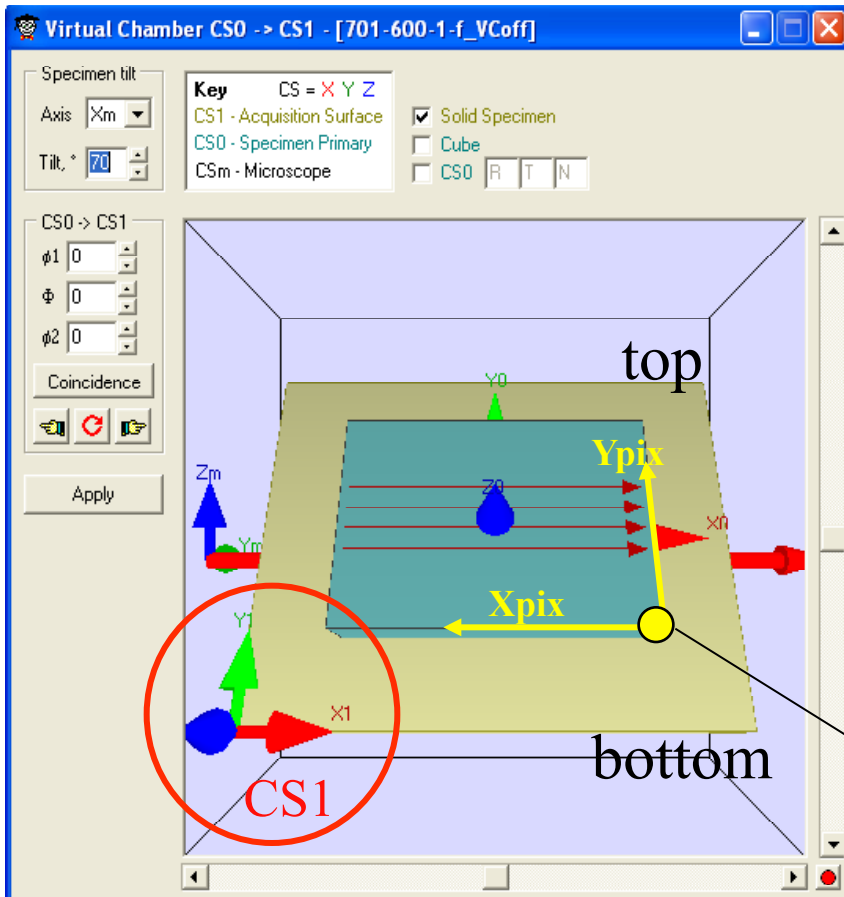 Virtual Chamber CS0 -> CS1 - [701-600-1-f_VCoff]
Specimen tilt
Axis Xm
Tilt, ° 70
Key CS = X Y Z
CS1 - Acquisition Surface
CS0 - Specimen Primary
CSm - Microscope
Solid Specimen
Cube
CS0 R T N
CS0 -> CS1
ϕ1 0
Φ 0
ϕ2 0
Coincidence
Apply
top
Y0
Ypix
Zm
Z0
X0
Ym
Xpix
Y1
X1
bottom
CS1